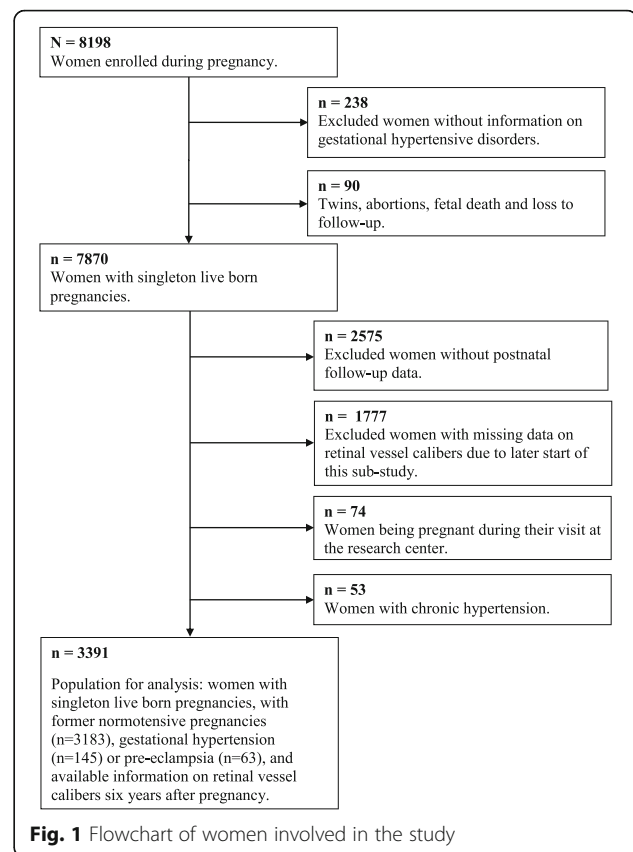 N = 8198
Women enrolled during pregnancy.
n = 238
Excluded women without information on
gestational hypertensive disorders.
n = 90
Twins, abortions, fetal death and loss to
follow-up.
n = 7870
Women with singleton live born
pregnancies.
n = 2575
Excluded women without postnatal
follow-up data.
n = 1777
Excluded women with missing data on
retinal vessel calibers due to later start of
this sub-study.
n = 74
Women being pregnant during their visit at
the research center.
n = 53
Women with chronic hypertension.
n = 3391
Population for analysis: women with
singleton live born pregnancies, with
former normotensive pregnancies
(n=3183), gestational hypertension
(n=145) or pre-eclampsia (n=63), and
available information on retinal vessel
calibers six years after pregnancy.
Fig. 1 Flowchart of women involved in the study